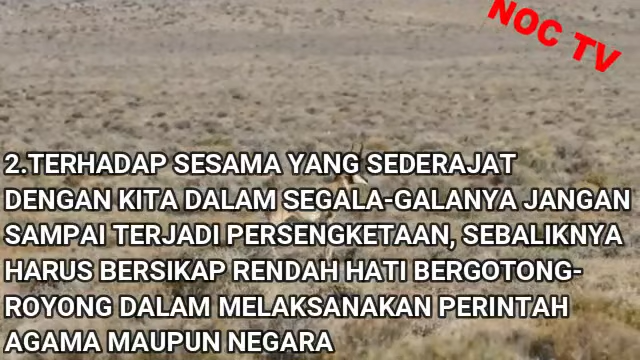 NOC TV
2.TERHADAP SESAMA YANG SEDERAJAT
DENGAN KITA DALAM SEGALA-GALANYA JANGAN
SAMPAI TERJADI PERSENGKETAAN, SEBALIKNYA
HARUS BERSIKAP RENDAH HATI BERGOTONG-
ROYONG DALAM MELAKSANAKAN PERINTAH
AGAMA MAUPUN NEGARA